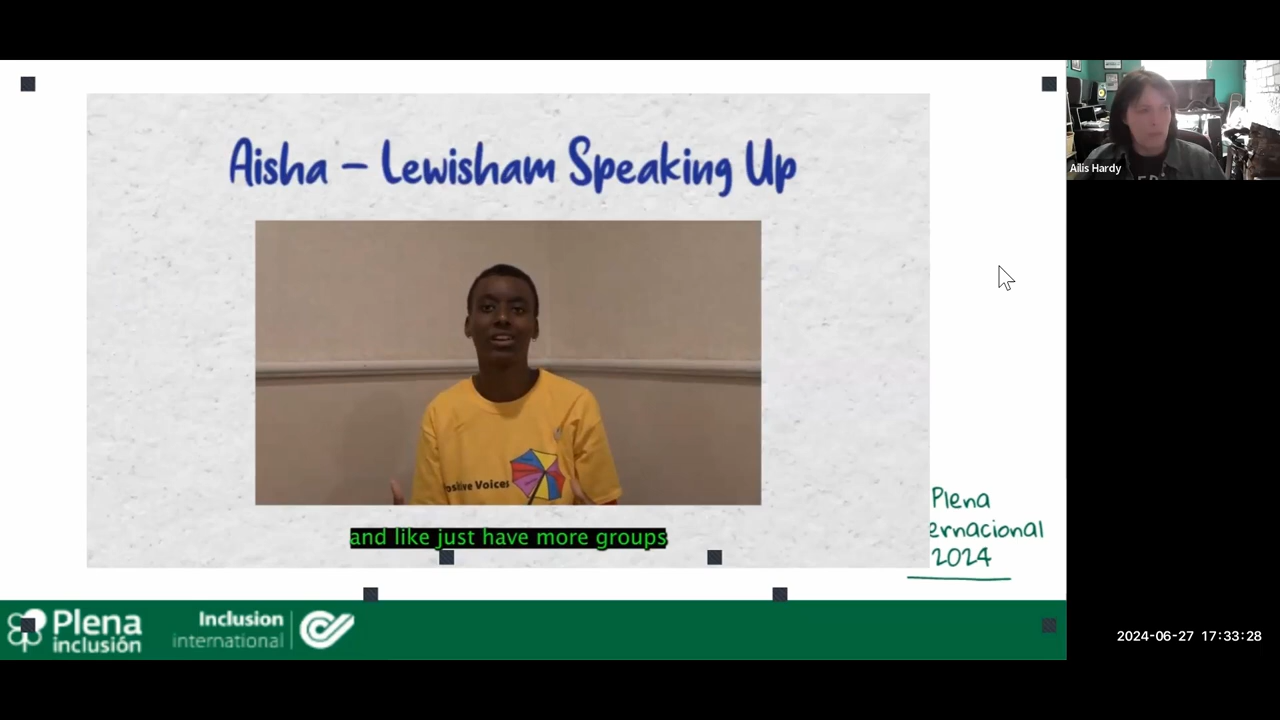 Aisha – Lewisham Speaking Up
Ailis Hardy
ositive Voices
and like just have more groups
Plena
ernacional
2024
Plena
inclusión
Inclusion
international
2024-06-27 17:33:28